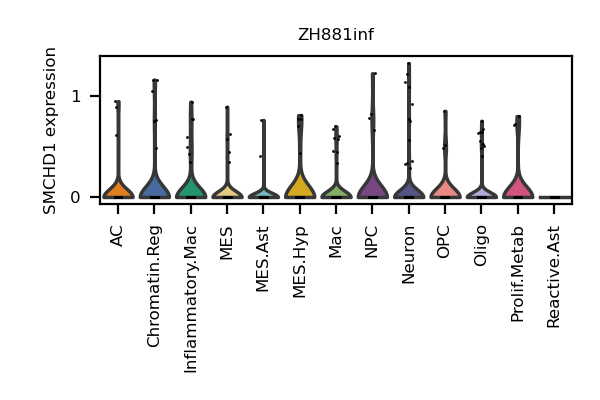 ZH881inf
SMCHD1 expression
1
0
AC
Chromatin.Reg
Inflammatory.Mac
MES
MES.Ast
MES.Hyp
Mac
NPC
Neuron
OPC
Oligo
Prolif.Metab
Reactive.Ast